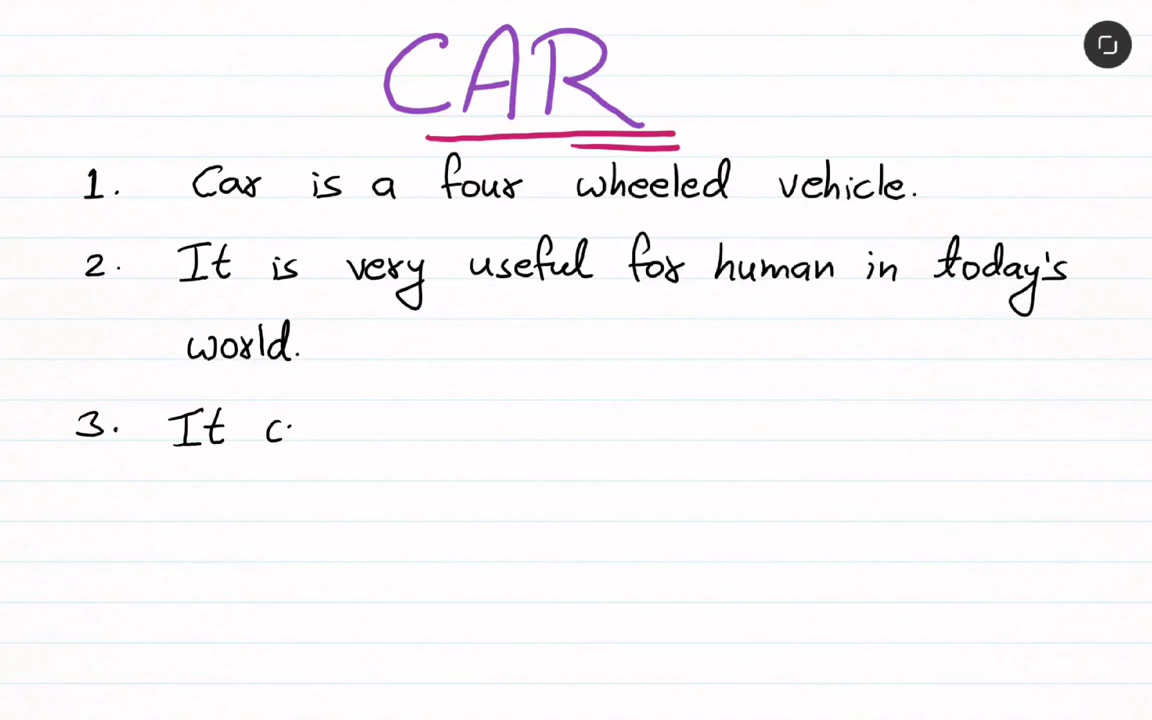 CAR
1. Car is a four wheeled vehicle.
2. It is very useful for human in today's
world.
3. It c